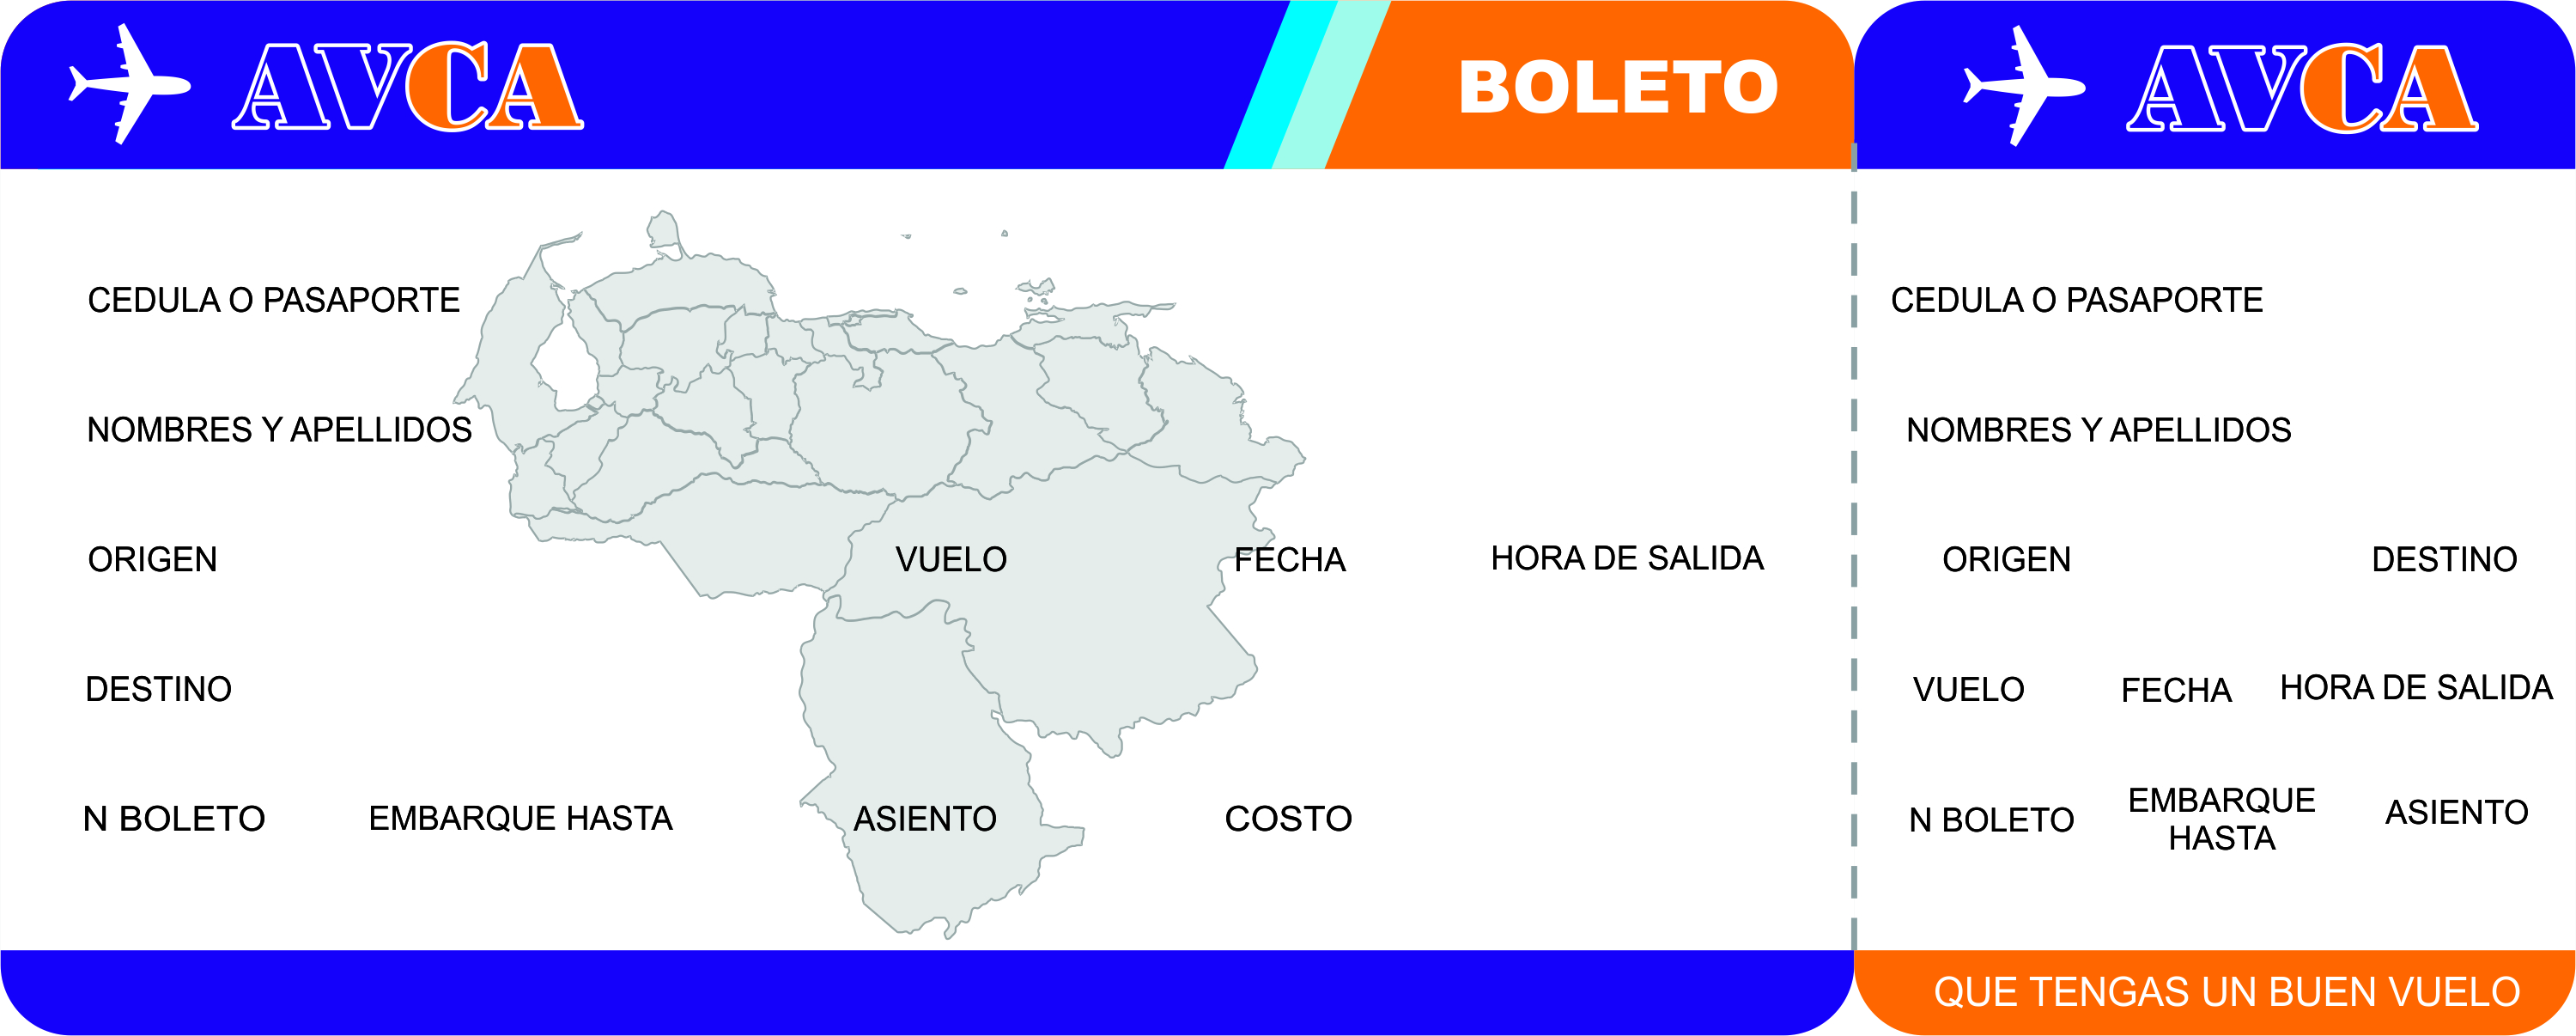 AVCA
BOLETO
CEDULA O PASAPORTE
NOMBRES Y APELLIDOS
ORIGEN
VUELO
FECHA
HORA DE SALIDA
DESTINO
N BOLETO
EMBARQUE HASTA
ASIENTO
COSTO
AVCA
CEDULA O PASAPORTE
NOMBRES Y APELLIDOS
ORIGEN
DESTINO
VUELO
FECHA
HORA DE SALIDA
N BOLETO
EMBARQUE
HASTA
ASIENTO
QUE TENGAS UN BUEN VUELO